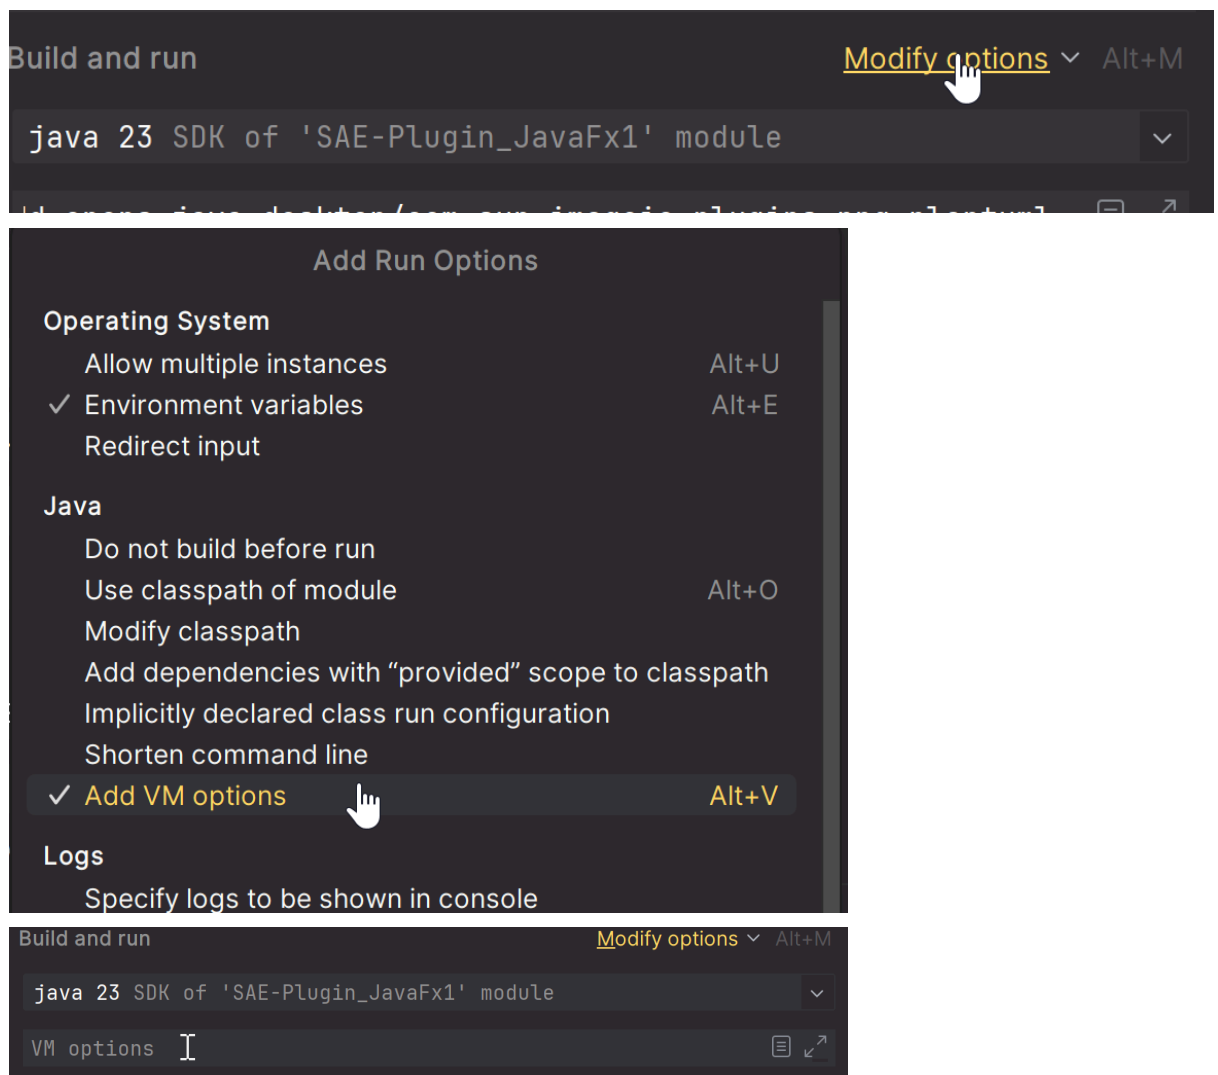 Build and run Modify options Alt+M
java 23 SDK of 'SAE-Plugin_JavaFx1' module
Add Run Options
Operating System
Allow multiple instances Alt+U
Environment variables Alt+E
Redirect input
Java
Do not build before run
Use classpath of module Alt+O
Modify classpath
Add dependencies with “provided” scope to classpath
Implicitly declared class run configuration
Shorten command line
Add VM options Alt+V
Logs
Specify logs to be shown in console
Build and run Modify options Alt+M
java 23 SDK of 'SAE-Plugin_JavaFx1' module
VM options